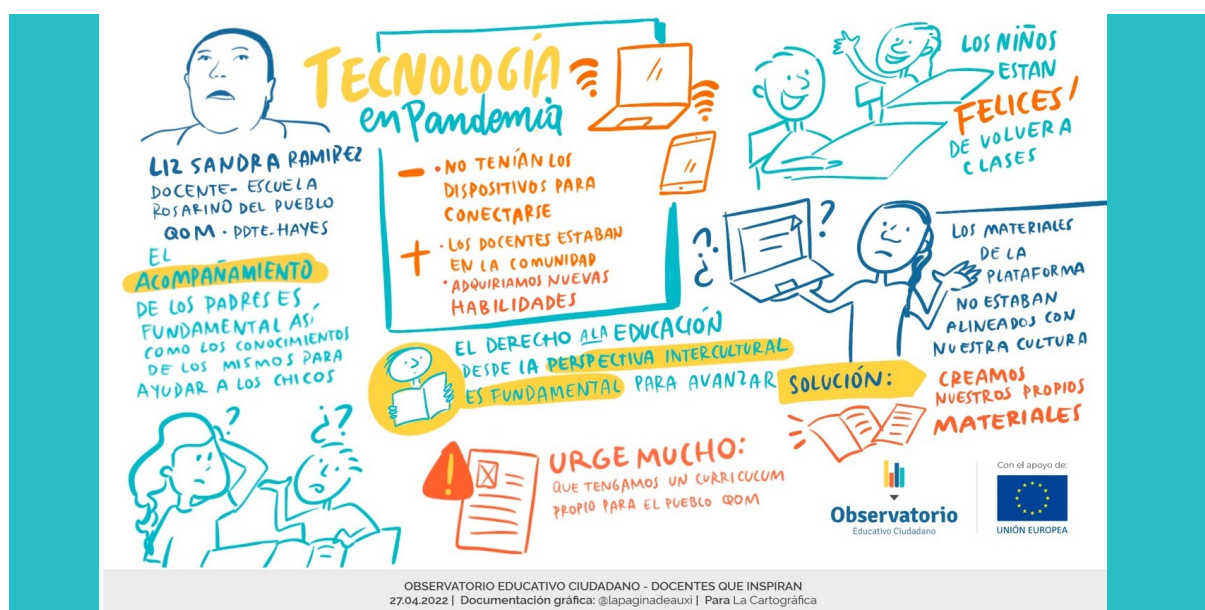 TECNOLOGÍA
en Pandemia
LIZ SANDRA RAMIREZ
DOCENTE - ESCUELA
ROSARINO DEL PUEBLO
QOM · PDTE. HAYES
EL
ACOMPAÑAMIENTO
DE LOS PADRES ES
FUNDAMENTAL ASÍ
COMO LOS CONOCIMIENTOS
DE LOS MISMOS PARA
AYUDAR A LOS CHICOS
? ¿?
- · NO TENÍAN LOS
DISPOSITIVOS PARA
CONECTARSE
+ · LOS DOCENTES ESTABAN
EN LA COMUNIDAD
· ADQUIRIAMOS NUEVAS
HABILIDADES
LOS NIÑOS
ESTAN
FELICES!
DE VOLVER A
CLASES
? ¿ ?
LOS MATERIALES
DE LA
PLATAFORMA
NO ESTABAN
ALINEADOS CON
NUESTRA CULTURA
EL DERECHO A LA EDUCACIÓN
DESDE LA PERSPECTIVA INTERCULTURAL
ES FUNDAMENTAL PARA AVANZAR
SOLUCIÓN:
CREAMOS
NUESTROS PROPIOS
MATERIALES
URGE MUCHO:
QUE TENGAMOS UN CURRICULUM
PROPIO PARA EL PUEBLO QOM
Observatorio
Educativo Ciudadano
Con el apoyo de:
UNIÓN EUROPEA
OBSERVATORIO EDUCATIVO CIUDADANO - DOCENTES QUE INSPIRAN
27.04.2022 | Documentación gráfica: @lapaginadeauxi | Para La Cartográfica